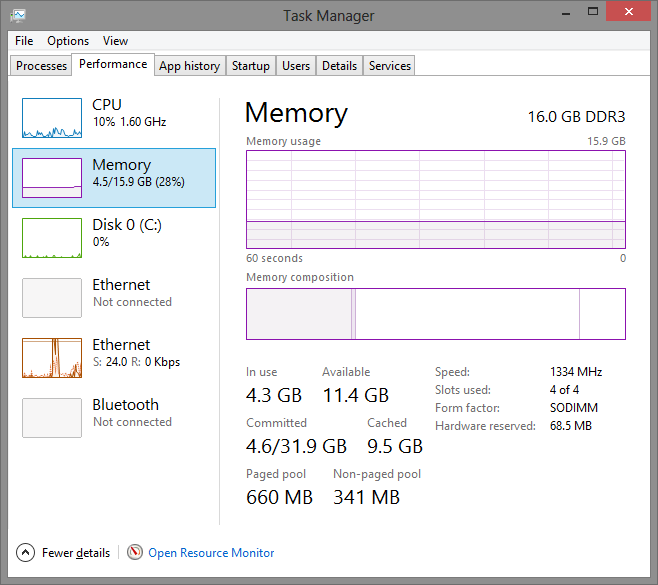 Task Manager
File Options View
Processes Performance App history Startup Users Details Services
CPU
10% 1.60 GHz
Memory
4.5/15.9 GB (28%)
Disk 0 (C:)
0%
Ethernet
Not connected
Ethernet
S: 24.0 R: 0 Kbps
Bluetooth
Not connected
Memory 16.0 GB DDR3
Memory usage 15.9 GB
60 seconds 0
Memory composition
In use Available
4.3 GB 11.4 GB
Committed Cached
4.6/31.9 GB 9.5 GB
Paged pool Non-paged pool
660 MB 341 MB
Speed: 1334 MHz
Slots used: 4 of 4
Form factor: SODIMM
Hardware reserved: 68.5 MB
Fewer details Open Resource Monitor